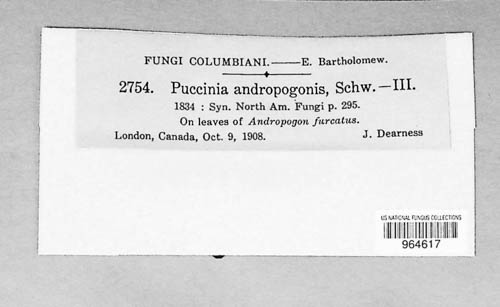 FUNGI COLUMBIANI.——E. Bartholomew.
2754. Puccinia andropogonis, Schw.—III.
1834 : Syn. North Am. Fungi p. 295.
On leaves of Andropogon furcatus.
London, Canada, Oct. 9, 1908. J. Dearness
US NATIONAL FUNGUS COLLECTIONS
964617